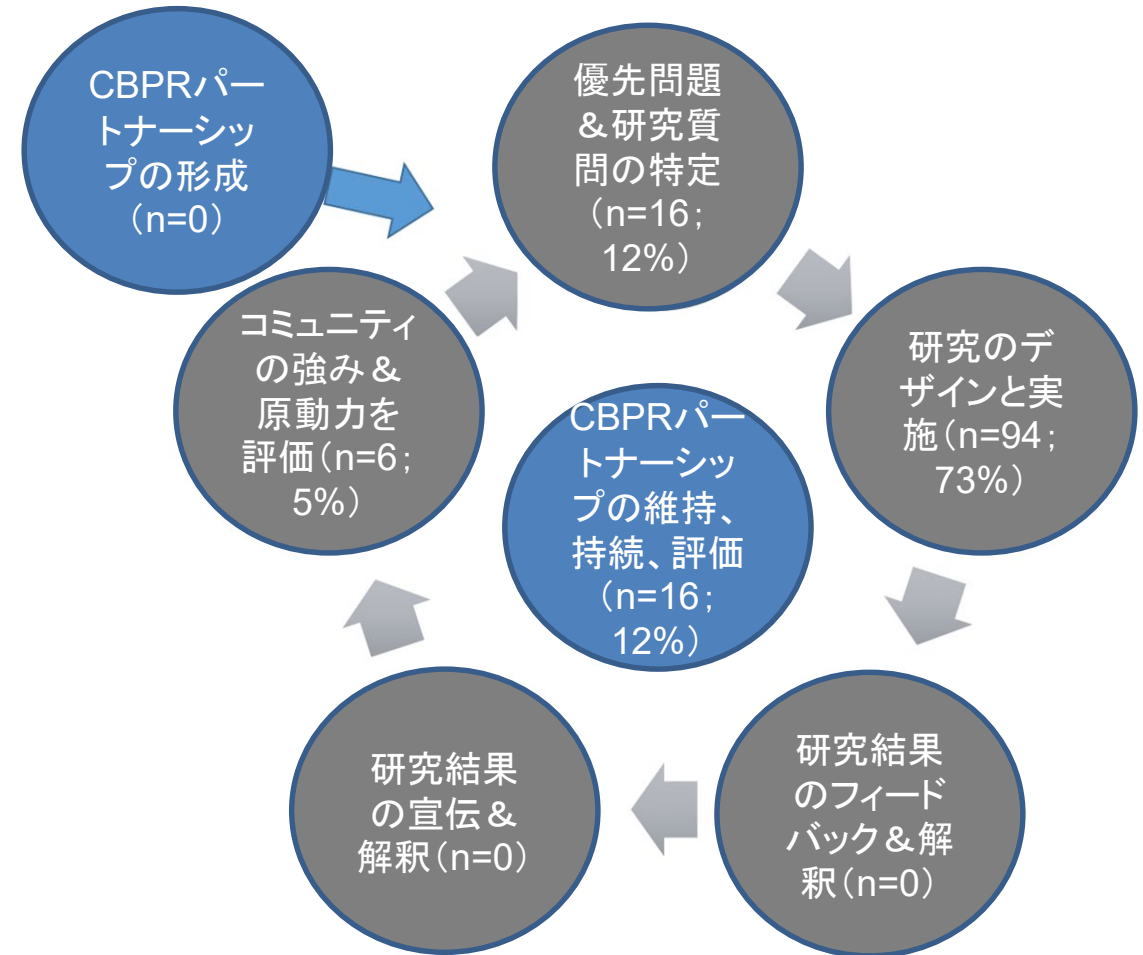 CBPRパー
トナーシッ
プの形成
（n=0）
優先問題
＆研究質
問の特定
（n=16；
12%）
コミュニティ
の強み＆
原動力を
評価（n=6；
5%）
研究のデ
ザインと実
施（n=94；
73%）
CBPRパー
トナーシッ
プの維持、
持続、評価
（n=16；
12%）
研究結果
の宣伝＆
解釈（n=0）
研究結果
のフィード
バック＆解
釈（n=0）